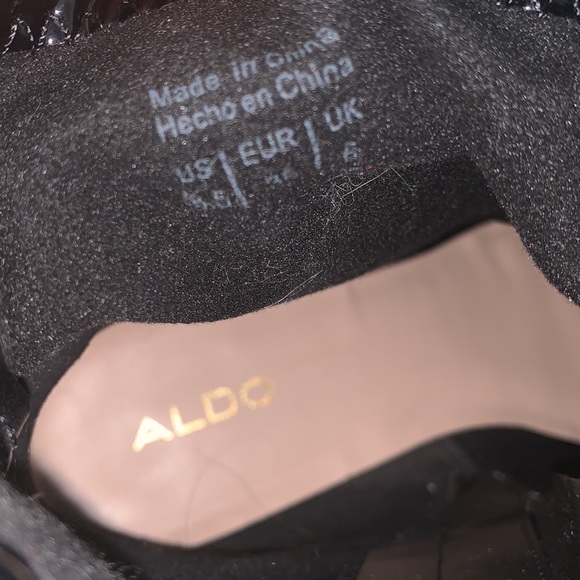 Made in China
Hecho en China
US | EUR | UK
ALDO